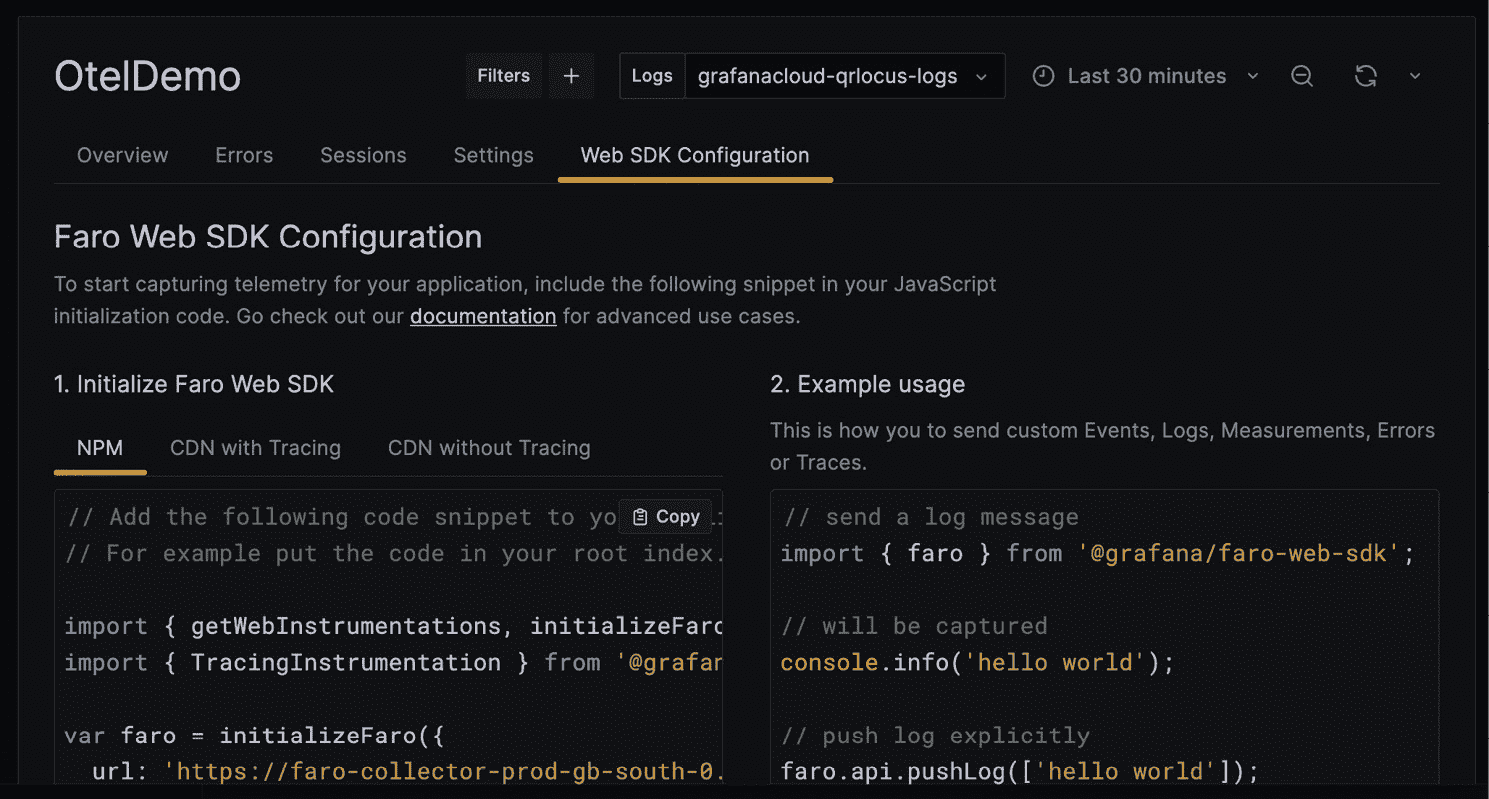 OtelDemo
Filters
+
Logs
grafanacloud-qrlocus-logs
Last 30 minutes
Overview
Errors
Sessions
Settings
Web SDK Configuration
Faro Web SDK Configuration
To start capturing telemetry for your application, include the following snippet in your JavaScript
initialization code. Go check out our documentation for advanced use cases.
1. Initialize Faro Web SDK
NPM
CDN with Tracing
CDN without Tracing
// Add the following code snippet to yo
Copy
// For example put the code in your root index.
import { getWebInstrumentations, initializeFaro
import { TracingInstrumentation } from '@grafan
var faro = initializeFaro({
url: 'https://faro-collector-prod-gb-south-0.
2. Example usage
This is how you to send custom Events, Logs, Measurements, Errors
or Traces.
// send a log message
import { faro } from '@grafana/faro-web-sdk';
// will be captured
console.info('hello world');
// push log explicitly
faro.api.pushLog(['hello world']);